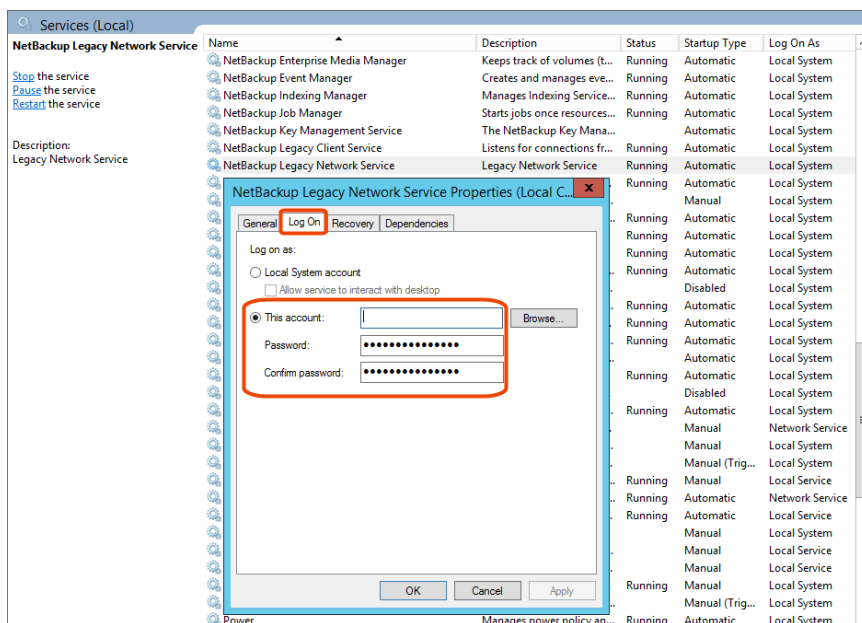 Services (Local)
NetBackup Legacy Network Service
Stop the service
Pause the service
Restart the service
Description:
Legacy Network Service
Name Description Status Startup Type Log On As
NetBackup Enterprise Media Manager Keeps track of volumes (t... Running Automatic Local System
NetBackup Event Manager Creates and manages eve... Running Automatic Local System
NetBackup Indexing Manager Manages Indexing Service... Running Automatic Local System
NetBackup Job Manager Starts jobs once resources... Running Automatic Local System
NetBackup Key Management Service The NetBackup Key Mana... Automatic Local System
NetBackup Legacy Client Service Listens for connections fr... Running Automatic Local System
NetBackup Legacy Network Service Legacy Network Service Running Automatic Local System
Running Automatic Local System
Manual Local System
Running Automatic Local System
Running Automatic Local System
Running Automatic Local System
Running Automatic Local System
Disabled Local System
Running Automatic Local System
Running Automatic Local System
Running Automatic Local System
Automatic Local System
Running Automatic Local System
Disabled Local System
Running Automatic Local System
Manual Network Service
Manual Local System
Manual (Trig... Local System
Running Manual Local Service
Running Automatic Network Service
Running Automatic Local Service
Manual Local System
Manual Local Service
Manual Local Service
Running Manual Local System
Manual (Trig... Local System
Power Manages power policy an... Running Automatic Local System
NetBackup Legacy Network Service Properties (Local C... x
General Log On Recovery Dependencies
Log on as:
Local System account
Allow service to interact with desktop
This account: Browse...
Password: •••••••••••••••
Confirm password: •••••••••••••••
OK Cancel Apply